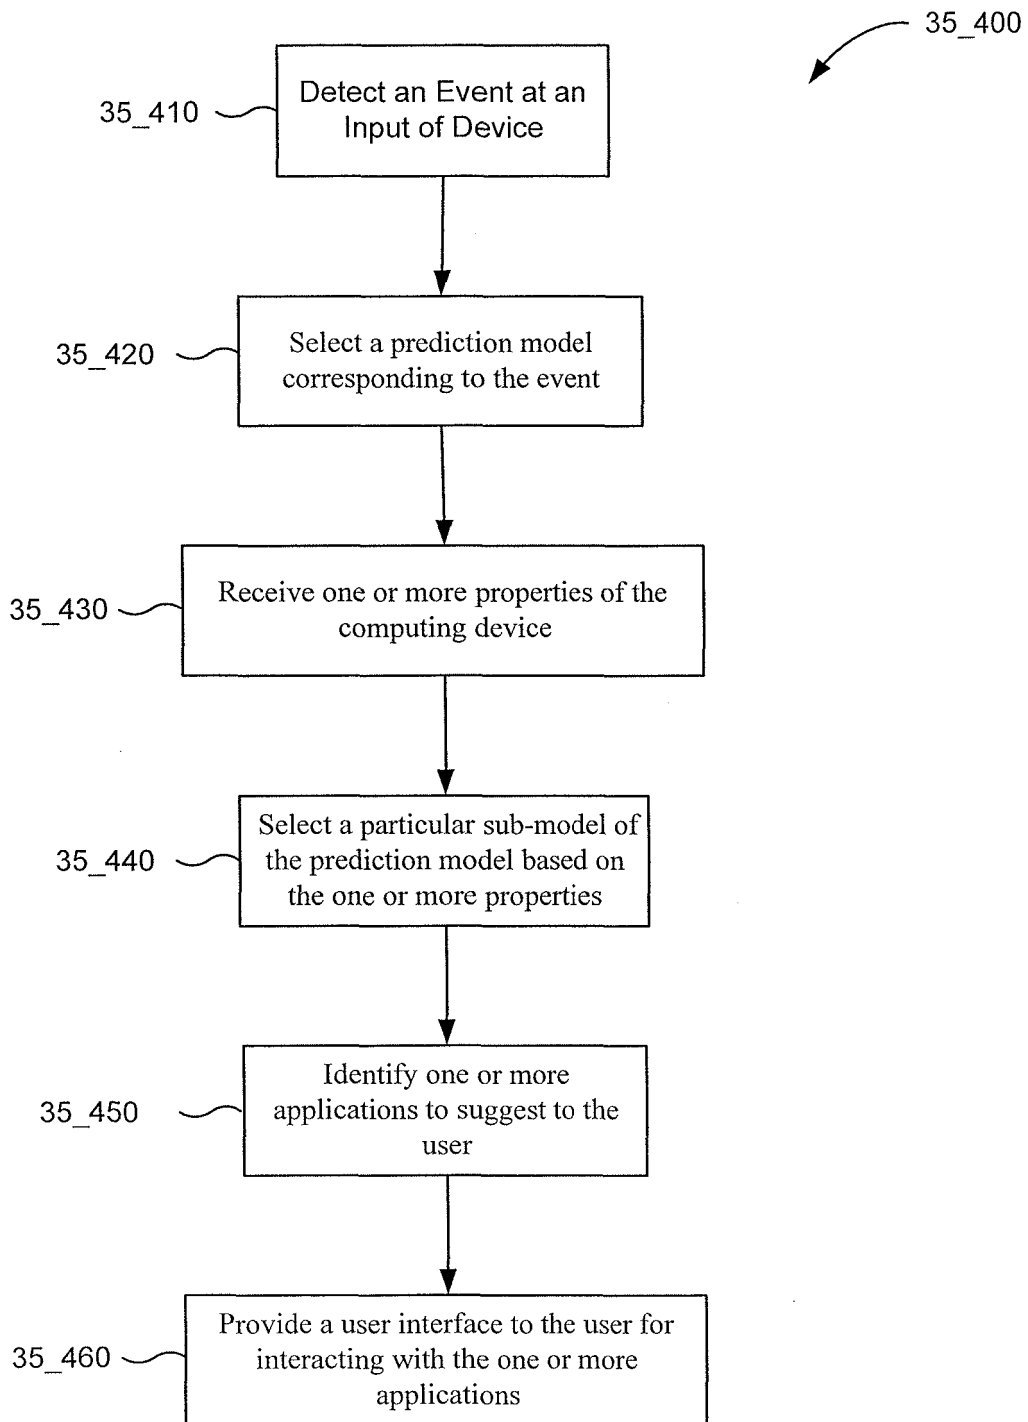 35_400
35_410
Detect an Event at an
Input of Device
35_420
Select a prediction model
corresponding to the event
35_430
Receive one or more properties of the
computing device
35_440
Select a particular sub-model of
the prediction model based on
the one or more properties
35_450
Identify one or more
applications to suggest to the
user
35_460
Provide a user interface to the user for
interacting with the one or more
applications